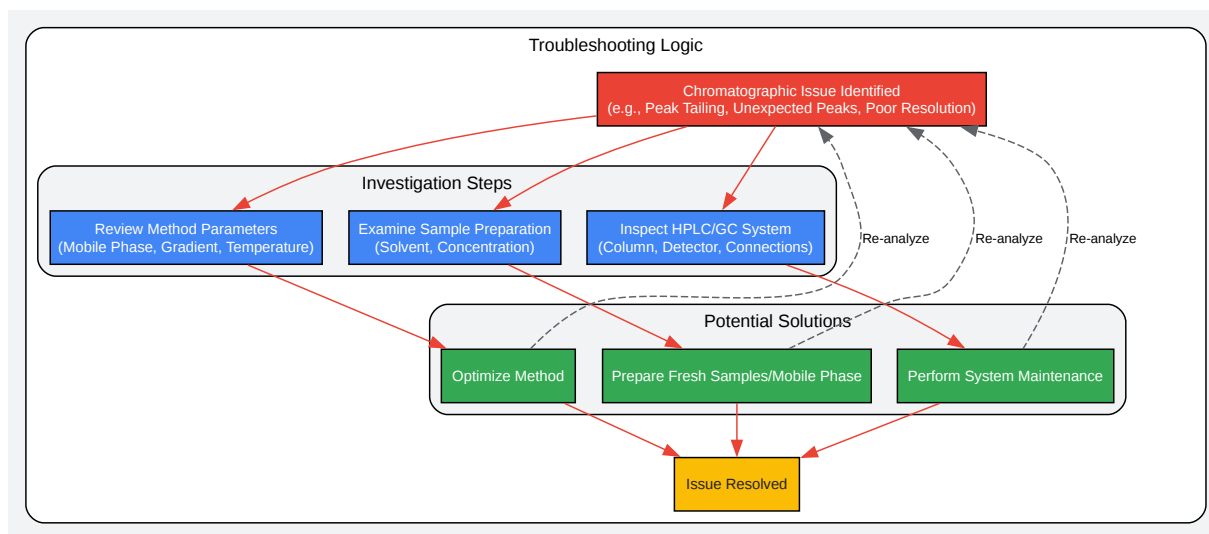 Troubleshooting Logic
Chromatographic Issue Identified
(e.g., Peak Tailing, Unexpected Peaks, Poor Resolution)
Investigation Steps
Review Method Parameters
(Mobile Phase, Gradient, Temperature)
Examine Sample Preparation
(Solvent, Concentration)
Inspect HPLC/GC System
(Column, Detector, Connections)
Re-analyze
Re-analyze
Re-analyze
Potential Solutions
Optimize Method
Prepare Fresh Samples/Mobile Phase
Perform System Maintenance
Issue Resolved